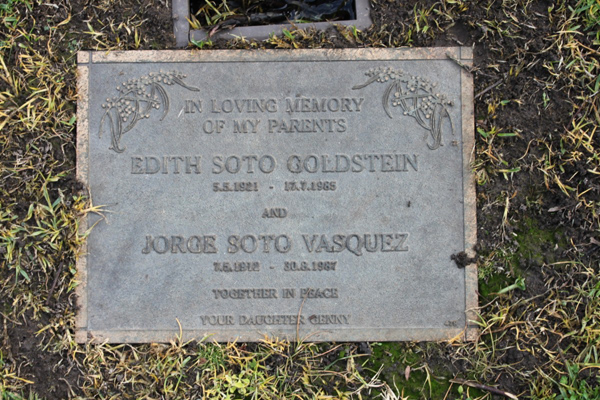 IN LOVING MEMORY
OF MY PARENTS
EDITH SOTO GOLDSTEIN
5.5.1921 - 17.7.1985
AND
JORGE SOTO VASQUEZ
7.5.1912 - 30.6.1987
TOGETHER IN PEACE
YOUR DAUGHTER GENNY